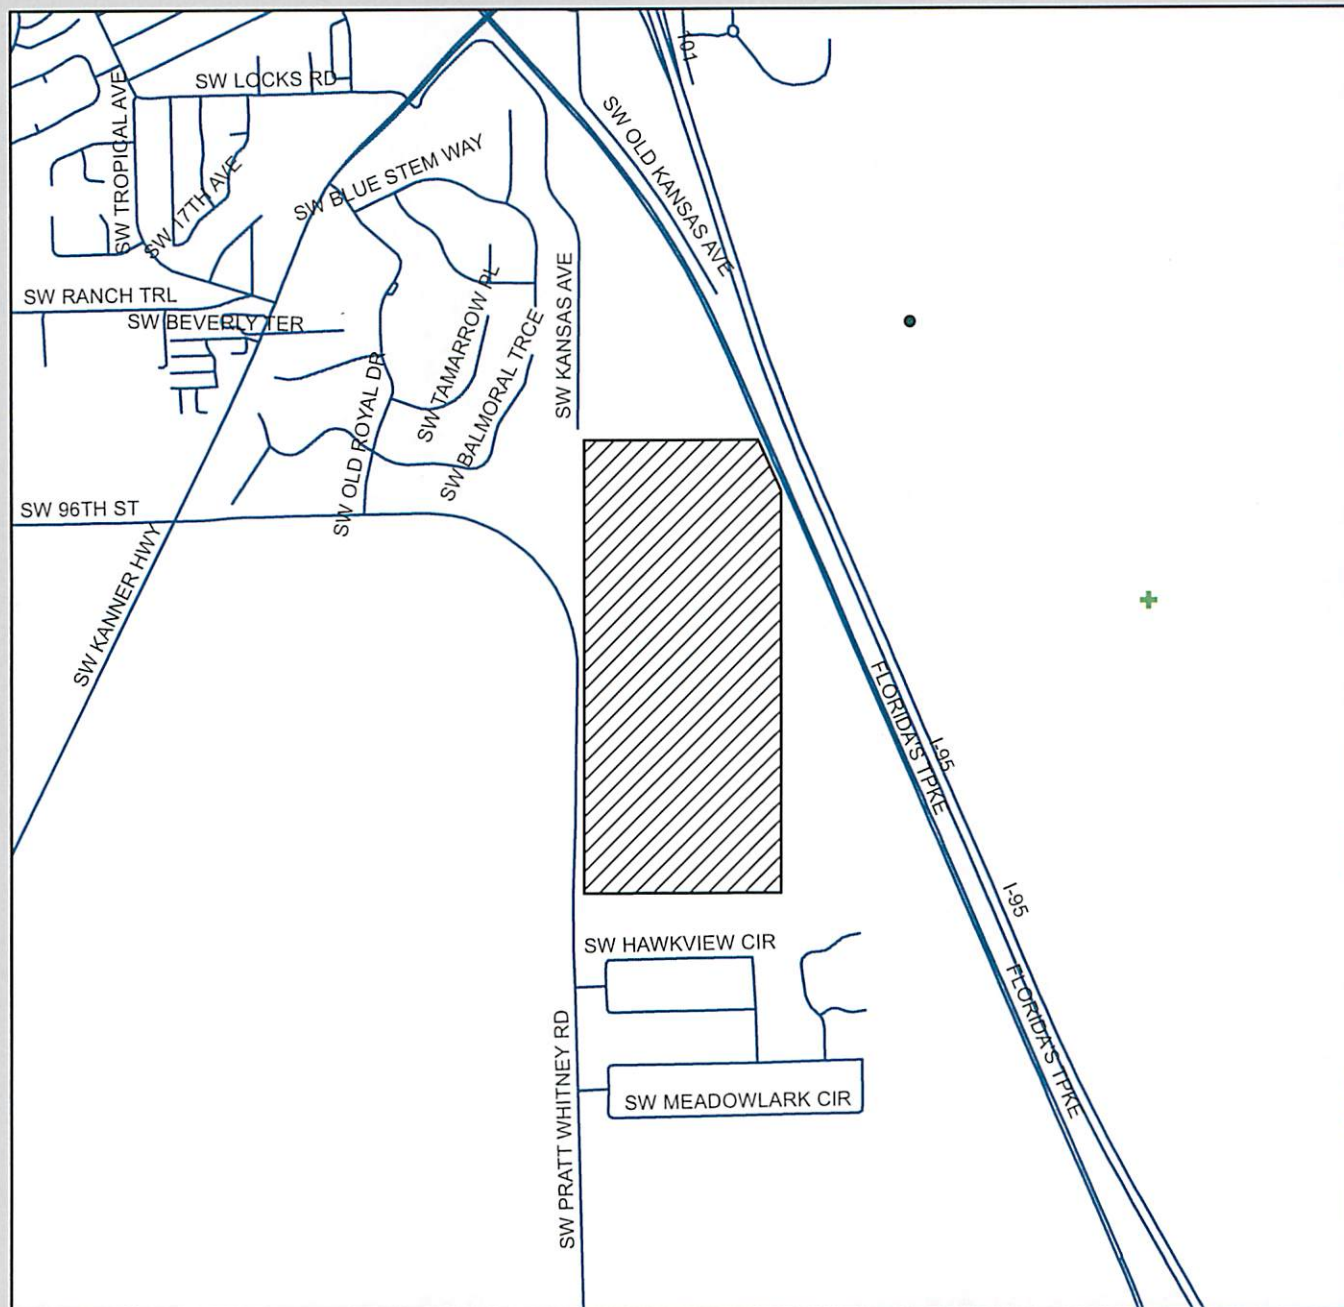 101
SW LOCKS RD
SW TROPICAL AVE
SW 17TH AVE
SW BLUE STEM WAY
SW OLD KANSAS AVE
SW RANCH TRL
SW BEVERLY TER
SW TAMARROW PL
SW BALMORAL TRCE
SW KANSAS AVE
SW OLD ROYAL DR
SW 96TH ST
SW KANNER HWY
FLORIDA'S TPKE
I-95
I-95
SW HAWKVIEW CIR
FLORIDA'S TPKE
SW PRATT WHITNEY RD
SW MEADOWLARK CIR